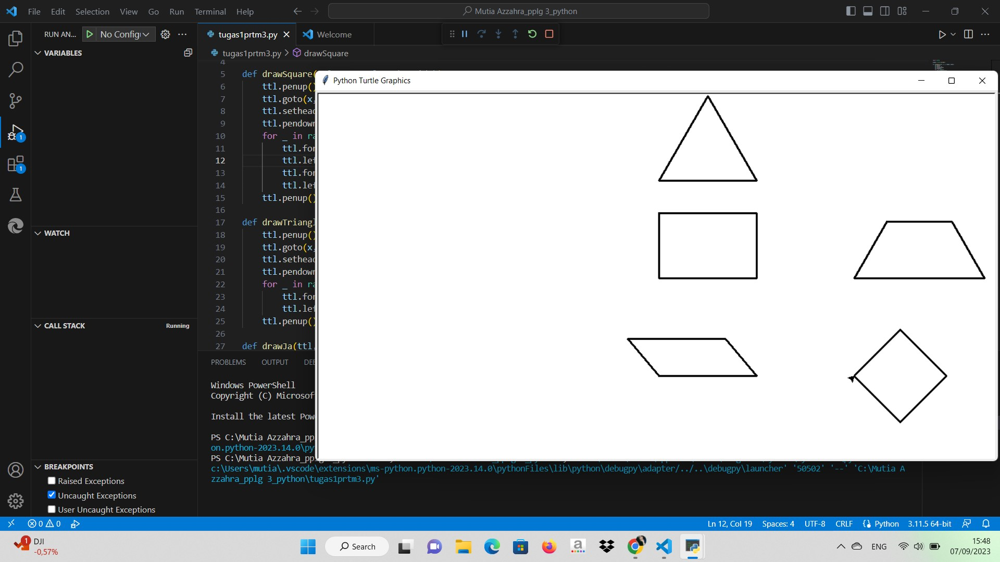 File Edit Selection View Go Run Terminal Help
Mutia Azzahra_pplg 3_python
RUN AN...
No Config
tugas1prtm3.py
Welcome
VARIABLES
tugas1prtm3.py > drawSquare
4
5 def drawSquare(
6 ttl.penup()
7 ttl.goto(x,
8 ttl.sethead
9 ttl.pendown
10 for _ in ra
11 ttl.for
12 ttl.lef
13 ttl.for
14 ttl.lef
15 ttl.penup()
16
17 def drawTriangl
18 ttl.penup()
19 ttl.goto(x,
20 ttl.sethead
21 ttl.pendown
22 for _ in ra
23 ttl.for
24 ttl.lef
25 ttl.penup()
26
27 def drawJa(ttl,
Python Turtle Graphics
WATCH
CALL STACK
Running
PROBLEMS OUTPUT DEB
Windows PowerShell
Copyright (C) Microsof
Install the latest Pow
PS C:\Mutia Azzahra_pp
on.python-2023.14.0\py
PS C:\Mutia Azzahra_pp
c:\Users\mutia\.vscode\extensions\ms-python.python-2023.14.0\pythonFiles\lib\python\debugpy\adapter/../..\debugpy\launcher' '50502' '--' 'C:\Mutia A
zzahra_pplg 3_python\tugas1prtm3.py'
BREAKPOINTS
Raised Exceptions
Uncaught Exceptions
User Uncaught Exceptions
1
1
0 0
Ln 12, Col 19 Spaces: 4 UTF-8 CRLF Python 3.11.5 64-bit
1
DJI
-0,57%
Search
ENG
15:48
07/09/2023